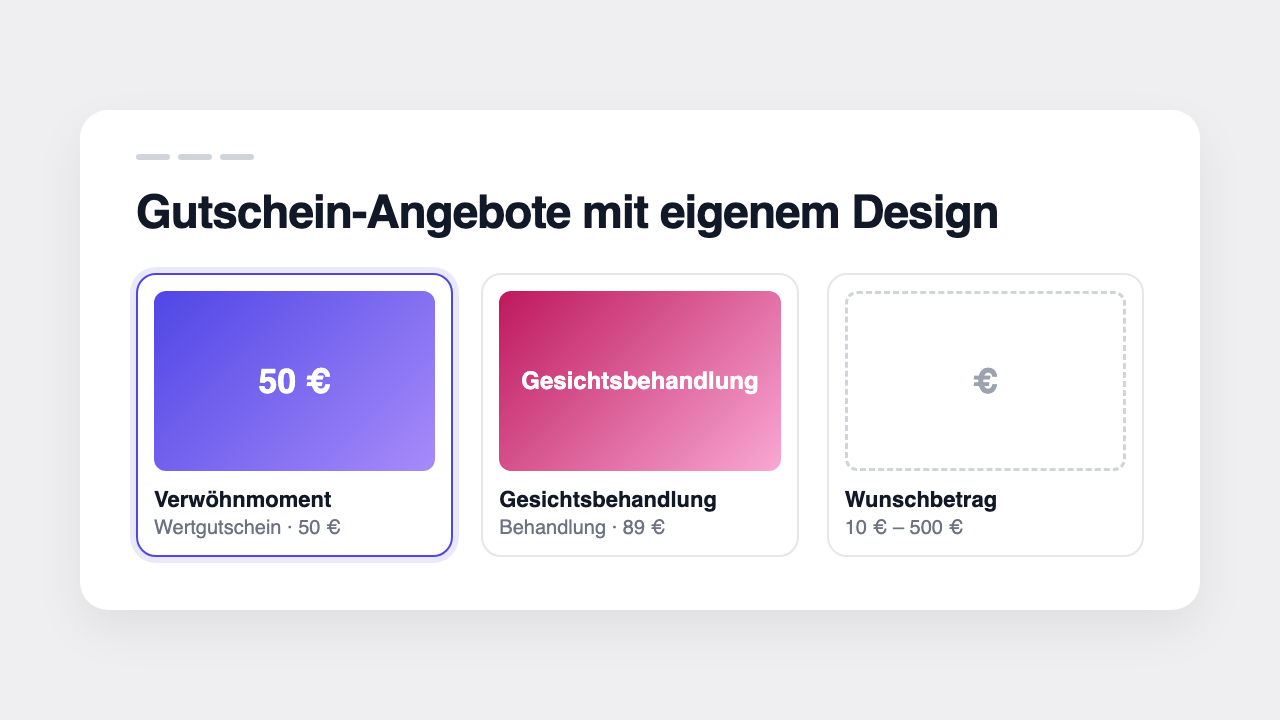 Gutschein-Angebote mit eigenem Design
50 €
Gesichtsbehandlung
€
Verwöhnmoment
Wertgutschein · 50 €
Gesichtsbehandlung
Behandlung · 89 €
Wunschbetrag
10 € – 500 €